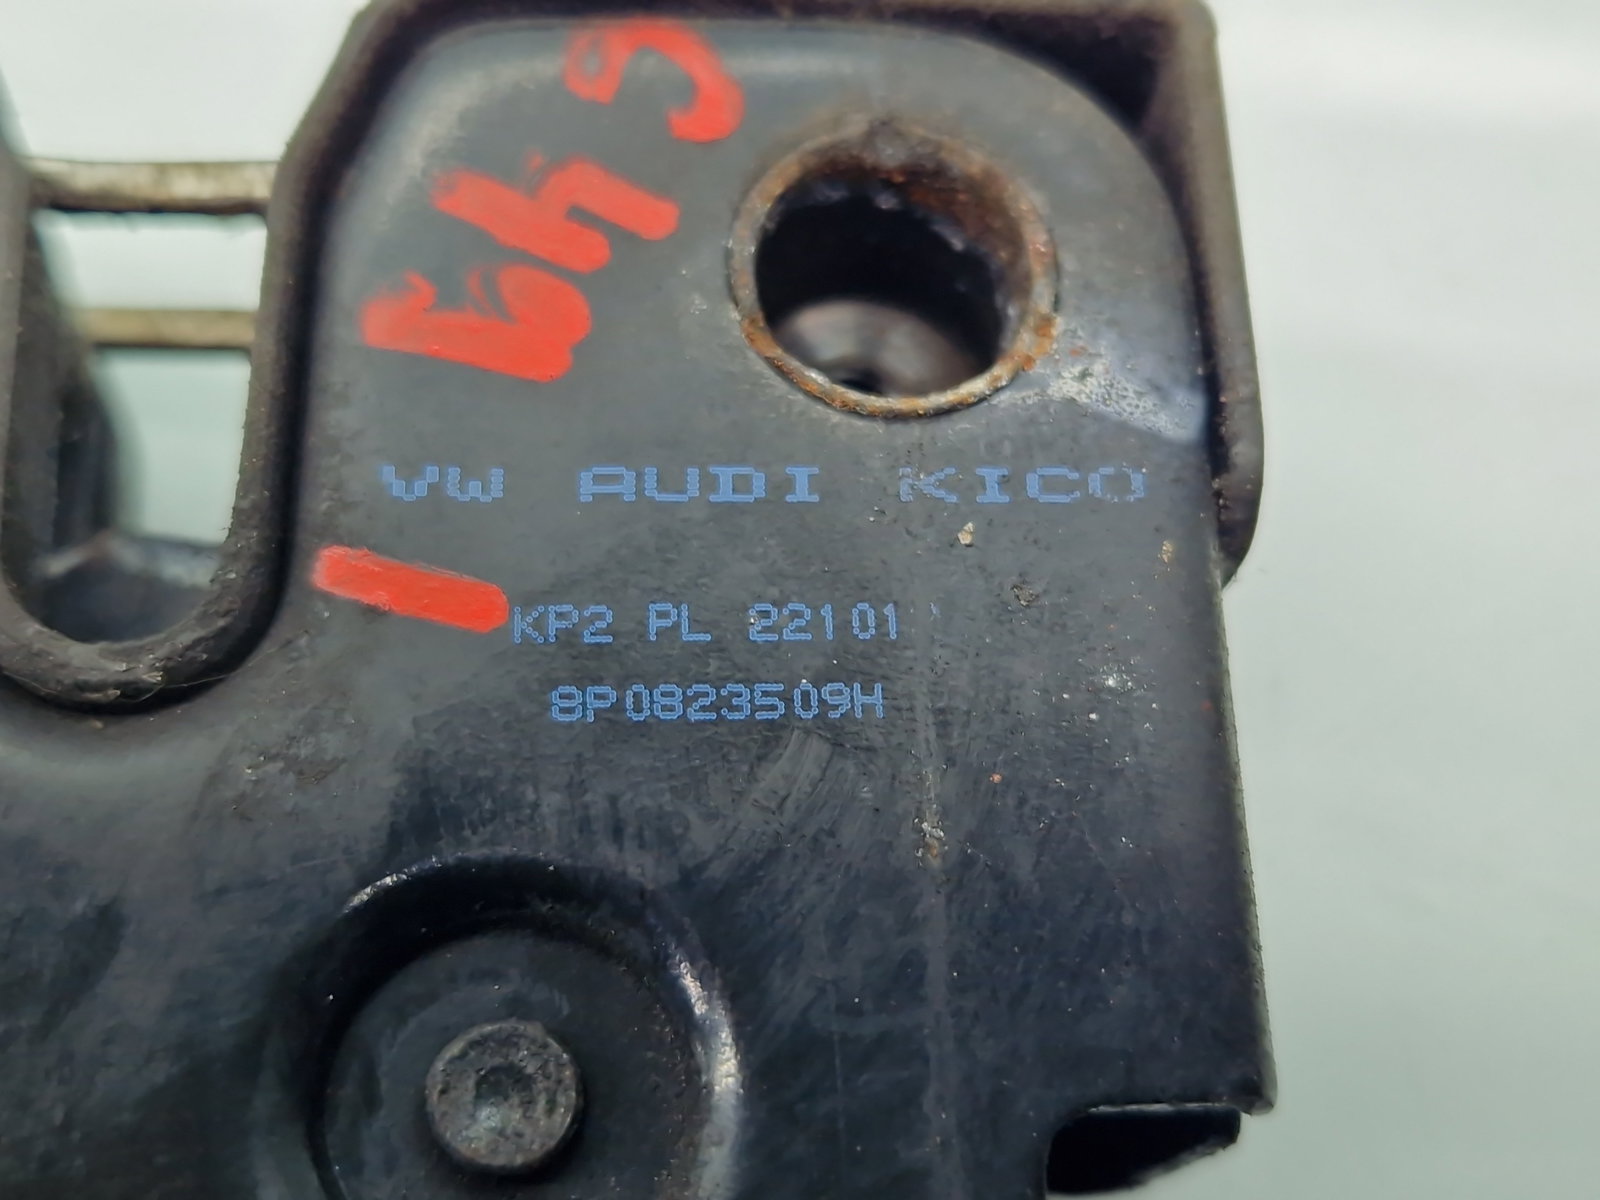 VW AUDI KICO
KP2 PL 22101
8P0823509H